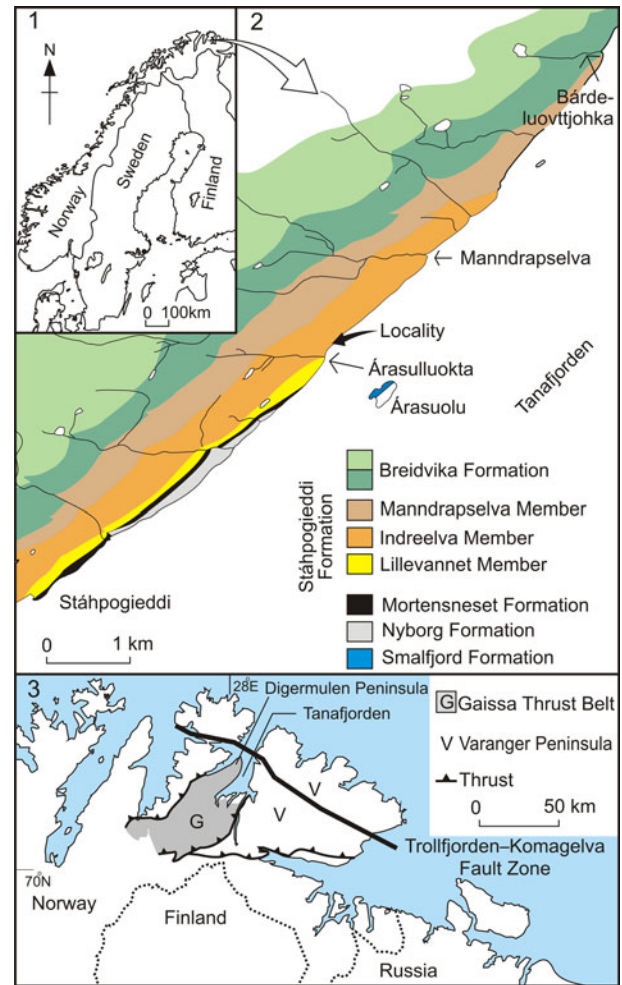 1
N
Norway
Sweden
Finland
0 100km
2
Bárde-
luovttjohka
Manndrapselva
Locality
Árasulluokta
Árasuolu
Tanafjorden
Stáhpogieddi
0 1 km
Stáhpogieddi
Formation
Breidvika Formation
Manndrapselva Member
Indreelva Member
Lillevannet Member
Mortensneset Formation
Nyborg Formation
Smalfjord Formation
3
28°E
Digermulen Peninsula
Tanafjorden
G
V
V
G Gaissa Thrust Belt
V Varanger Peninsula
Thrust
0 50 km
Trollfjorden–Komagelva
Fault Zone
70°N
Norway
Finland
Russia